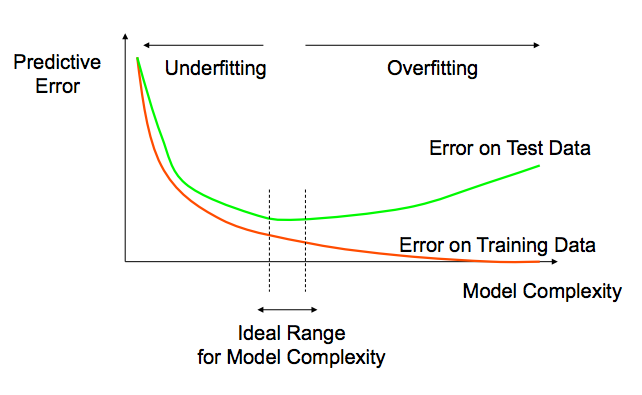 Predictive
Error
Underfitting
Overfitting
Error on Test Data
Error on Training Data
Model Complexity
Ideal Range
for Model Complexity